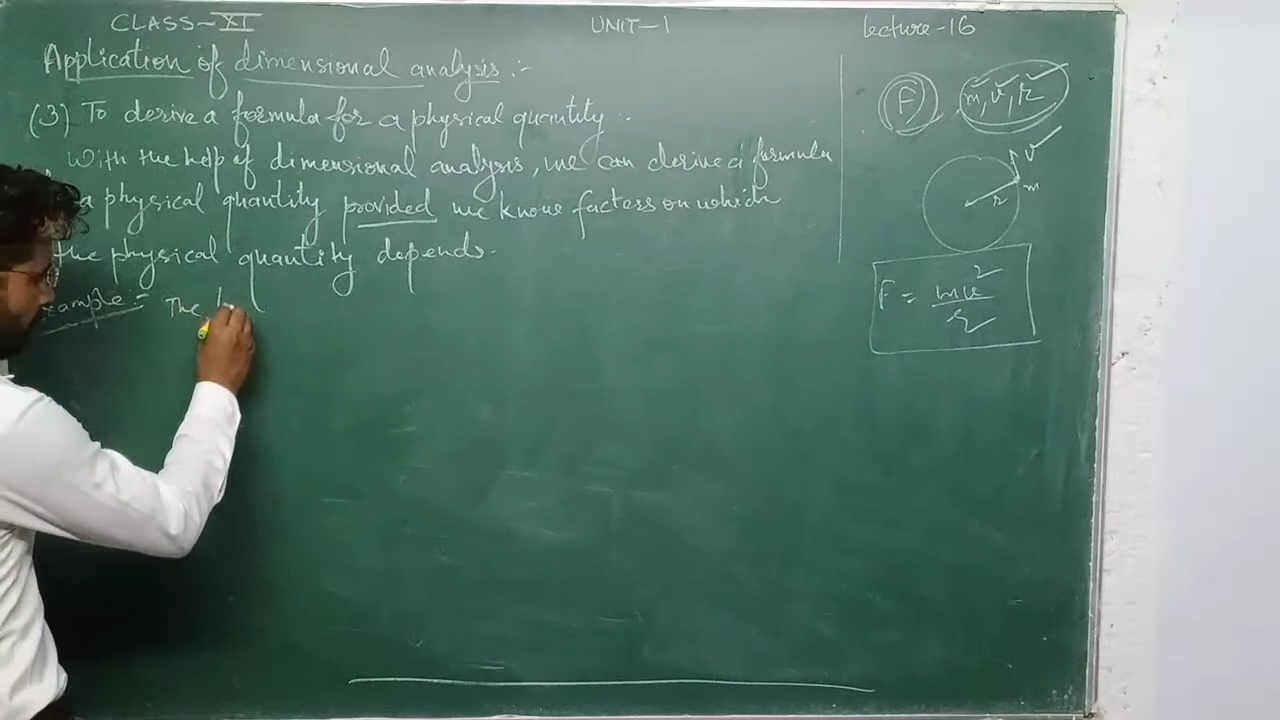 CLASS-XI UNIT-1 lecture-16
Application of dimensional analysis:-
(3) To derive a formula for a physical quantity.
With the help of dimensional analysis, we can derive a formula
a physical quantity provided we know factors on which
the physical quantity depends.
xample:- The
F m, v, r
v
m
r
F = mv²/r